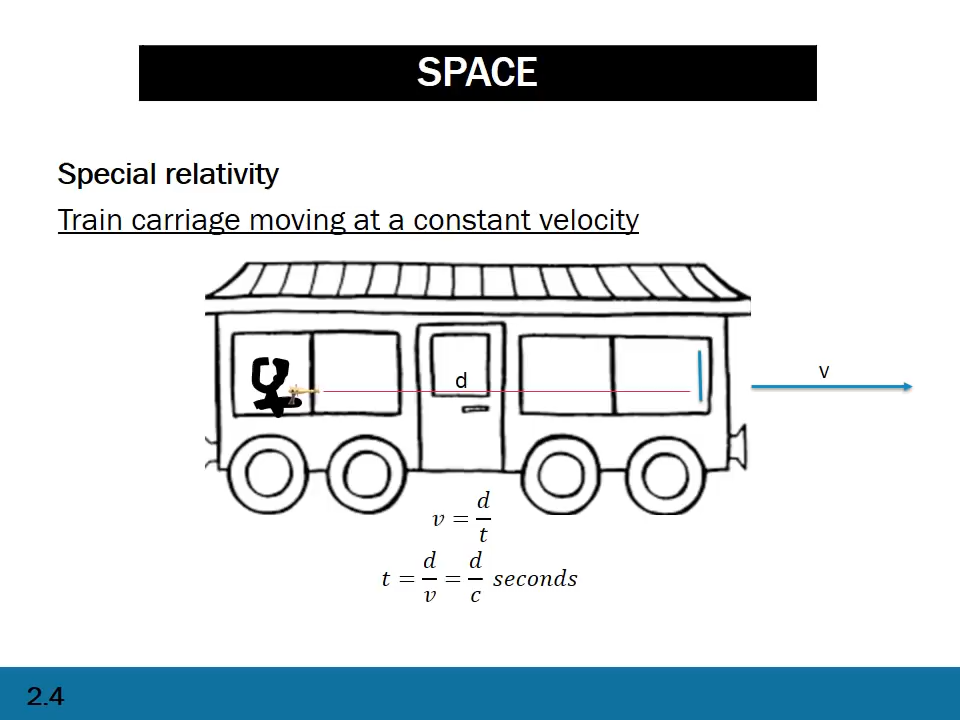 SPACE
Special relativity
Train carriage moving at a constant velocity
v
d
v = d/t
t = d/v = d/c seconds
2.4